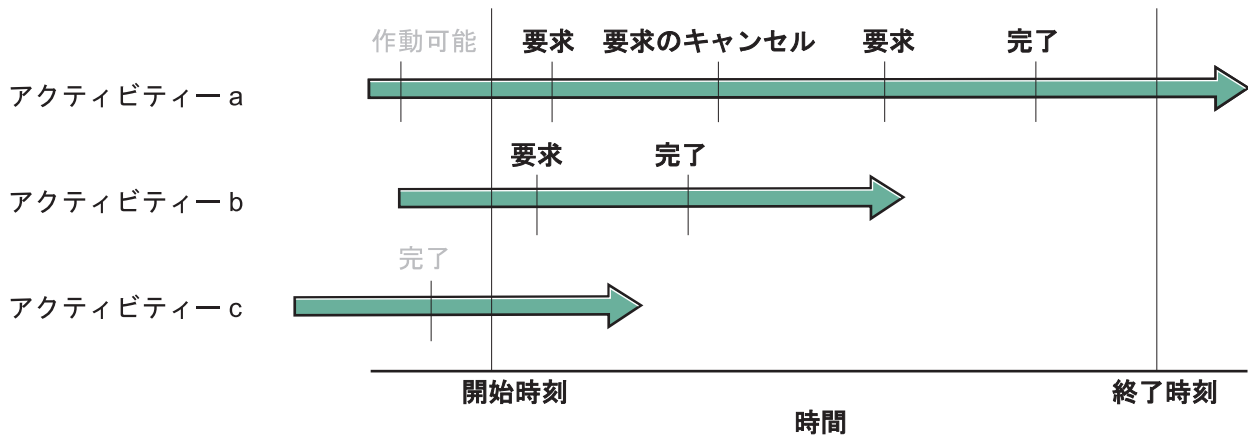 作動可能 要求 要求のキャンセル 要求 完了
アクティビティー a
要求 完了
アクティビティー b
完了
アクティビティー c
開始時刻 終了時刻
時間